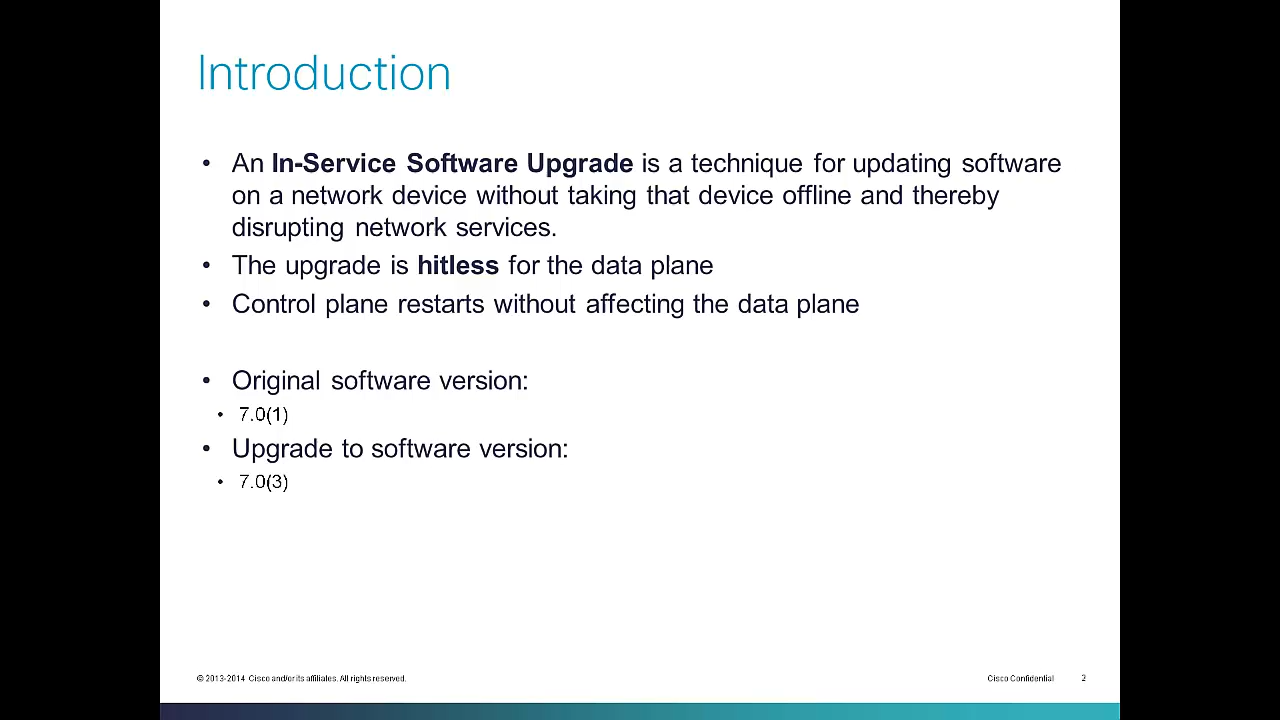 Introduction
• An In-Service Software Upgrade is a technique for updating software
on a network device without taking that device offline and thereby
disrupting network services.
• The upgrade is hitless for the data plane
• Control plane restarts without affecting the data plane
• Original software version:
• 7.0(1)
• Upgrade to software version:
• 7.0(3)
© 2013-2014 Cisco and/or its affiliates. All rights reserved. Cisco Confidential 2